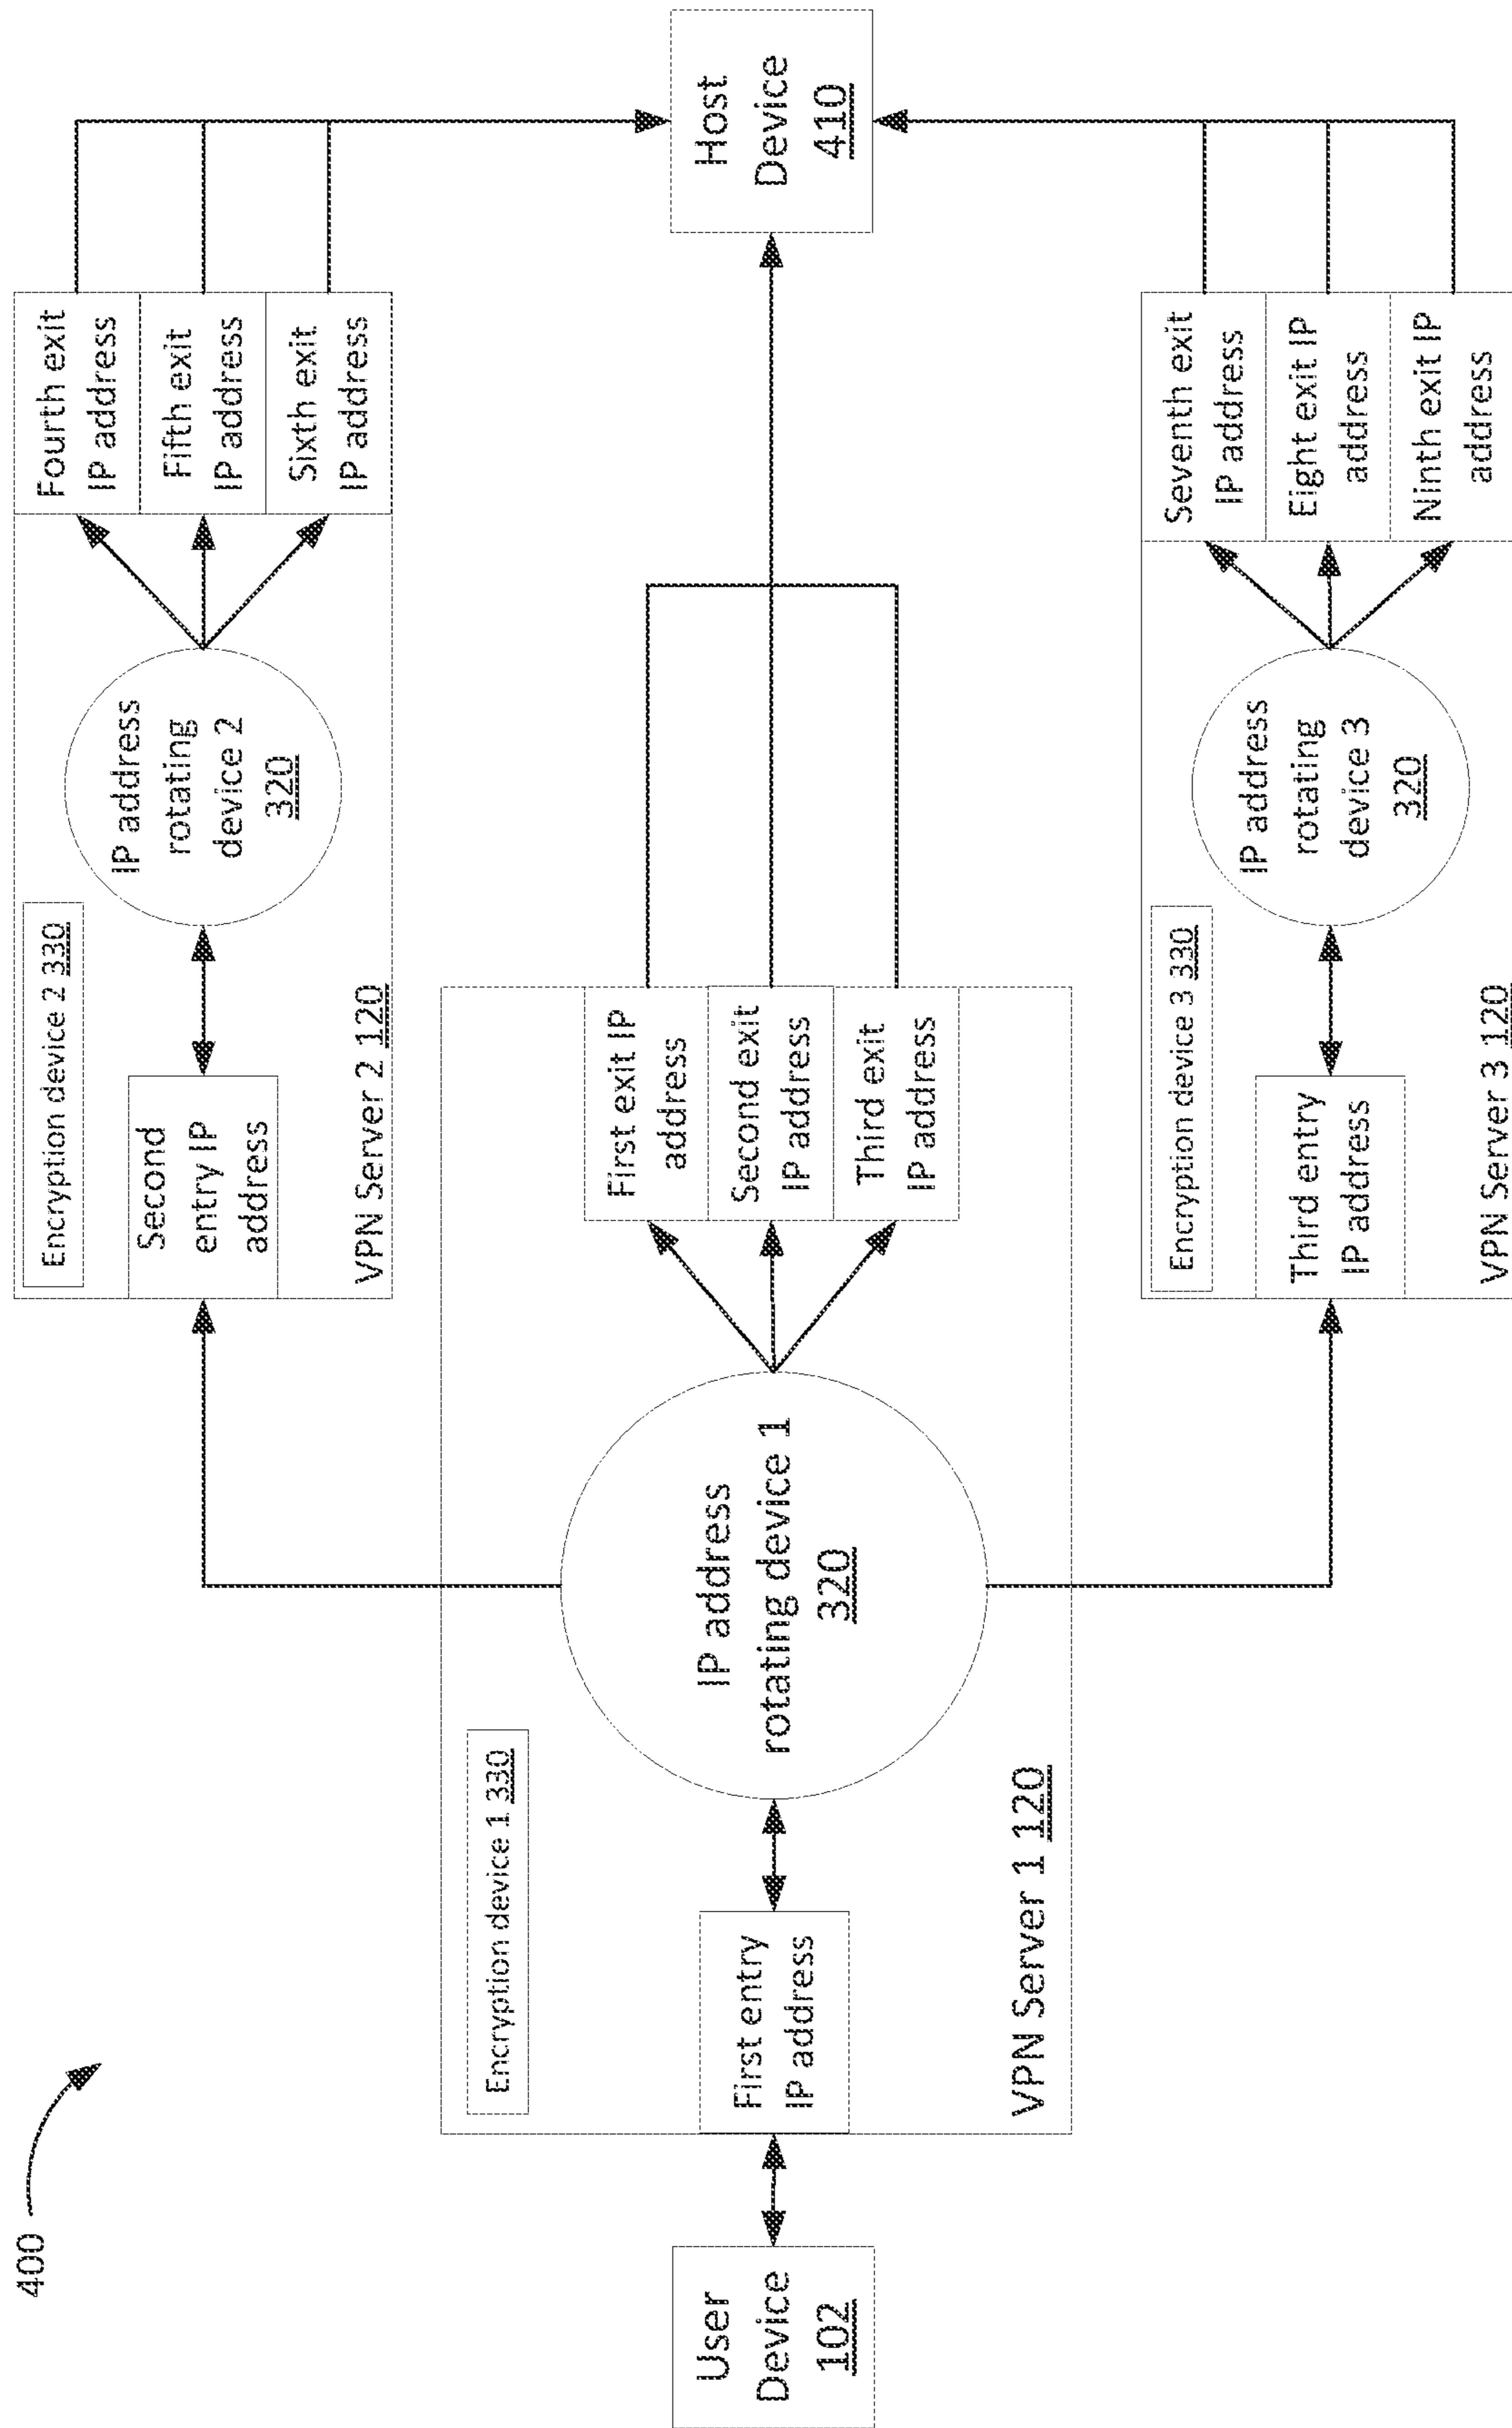 400
User
Device
102
Encryption device 1 330
First entry
IP address
VPN Server 1 120
IP address
rotating device 1
320
First exit IP
address
Second exit
IP address
Third exit
IP address
Encryption device 2 330
Second
entry IP
address
VPN Server 2 120
IP address
rotating
device 2
320
Fourth exit
IP address
Fifth exit
IP address
Sixth exit
IP address
Encryption device 3 330
Third entry
IP address
VPN Server 3 120
IP address
rotating
device 3
320
Seventh exit
IP address
Eight exit IP
address
Ninth exit IP
address
Host
Device
410